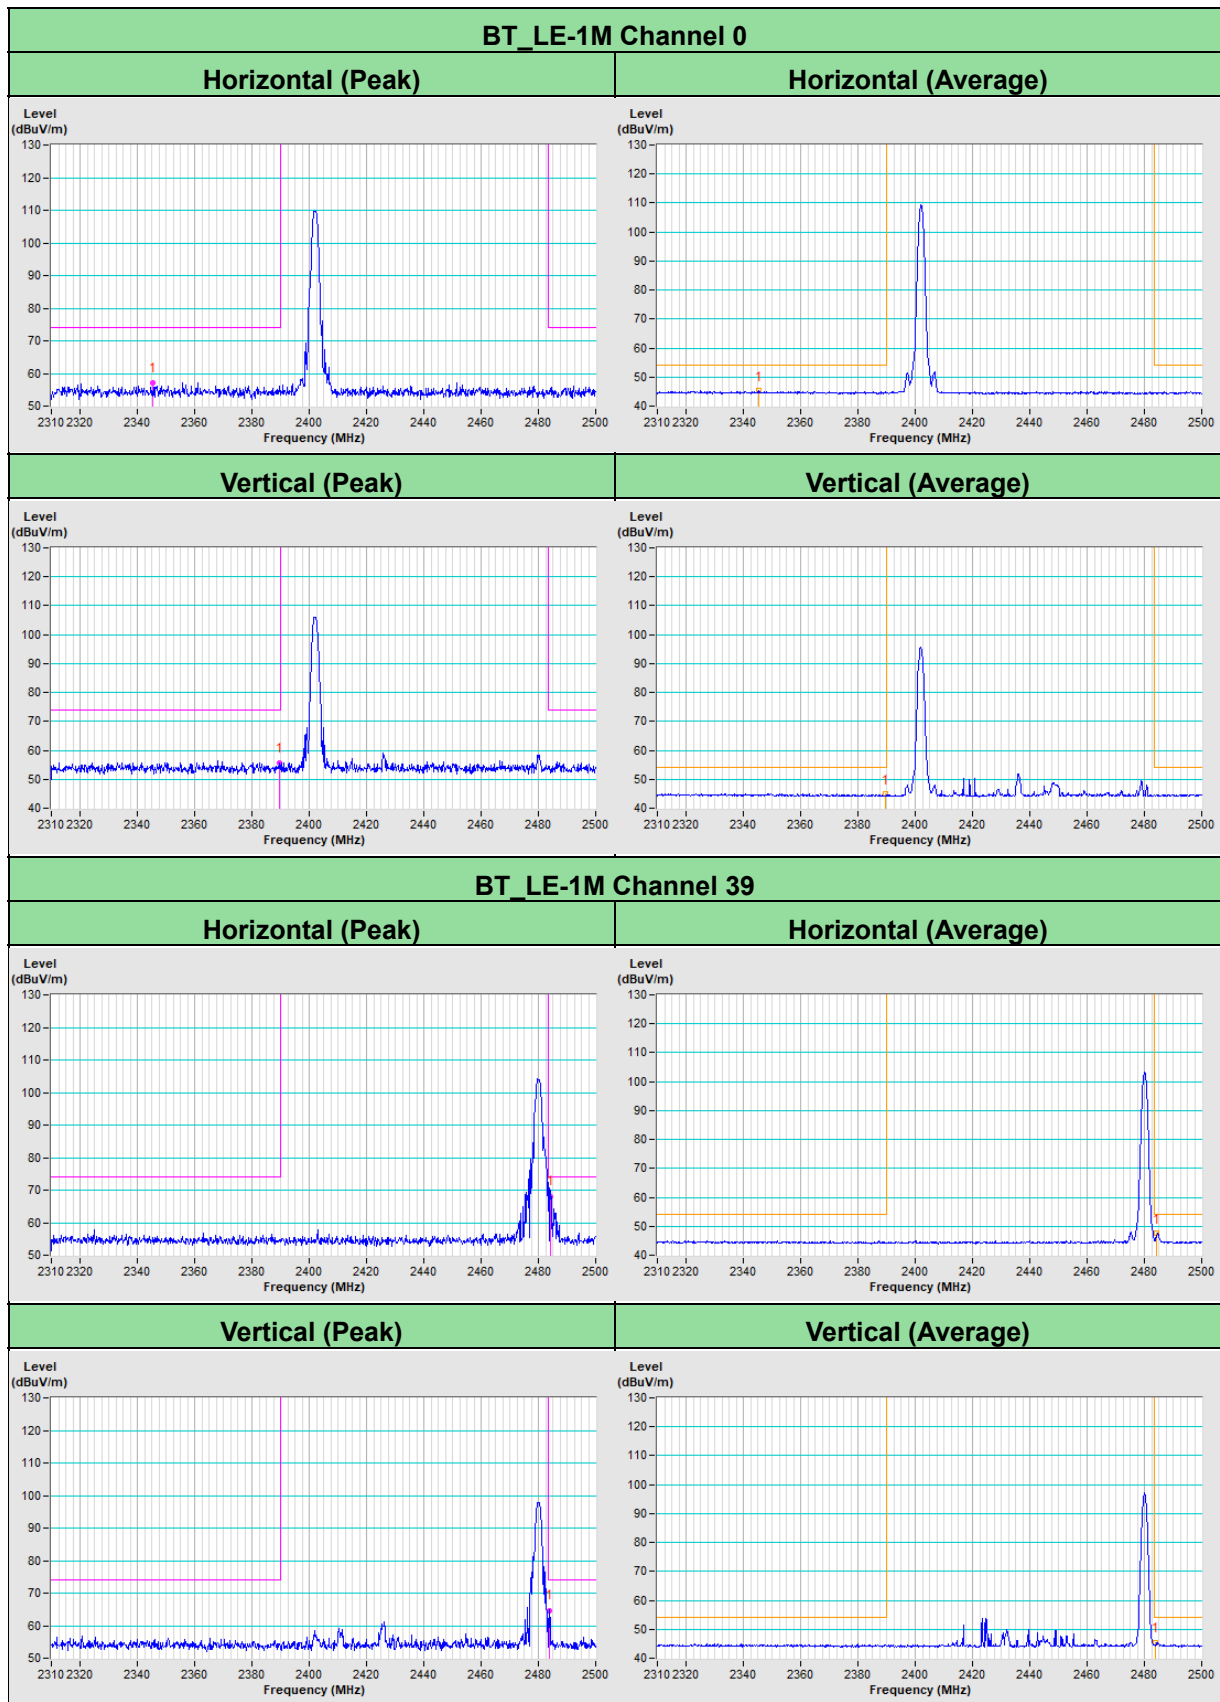 BT_LE-1M Channel 0
Horizontal (Peak) Horizontal (Average)
Level Level
(dBuV/m) (dBuV/m)
130 130
120 120
110 110
100 100
90 90
80 80
70 70
60 60
1 1
50 50
40
2310 2320 2340 2360 2380 2400 2420 2440 2460 2480 2500 2310 2320 2340 2360 2380 2400 2420 2440 2460 2480 2500
Frequency (MHz) Frequency (MHz)
Vertical (Peak) Vertical (Average)
Level Level
(dBuV/m) (dBuV/m)
130 130
120 120
110 110
100 100
90 90
80 80
70 70
60 60
1 1
50 50
40 40
2310 2320 2340 2360 2380 2400 2420 2440 2460 2480 2500 2310 2320 2340 2360 2380 2400 2420 2440 2460 2480 2500
Frequency (MHz) Frequency (MHz)
BT_LE-1M Channel 39
Horizontal (Peak) Horizontal (Average)
Level Level
(dBuV/m) (dBuV/m)
130 130
120 120
110 110
100 100
90 90
80 80
70 70
1 1
60 60
50 50
40
2310 2320 2340 2360 2380 2400 2420 2440 2460 2480 2500 2310 2320 2340 2360 2380 2400 2420 2440 2460 2480 2500
Frequency (MHz) Frequency (MHz)
Vertical (Peak) Vertical (Average)
Level Level
(dBuV/m) (dBuV/m)
130 130
120 120
110 110
100 100
90 90
80 80
70 70
1 1
60 60
50 50
40
2310 2320 2340 2360 2380 2400 2420 2440 2460 2480 2500 2310 2320 2340 2360 2380 2400 2420 2440 2460 2480 2500
Frequency (MHz) Frequency (MHz)